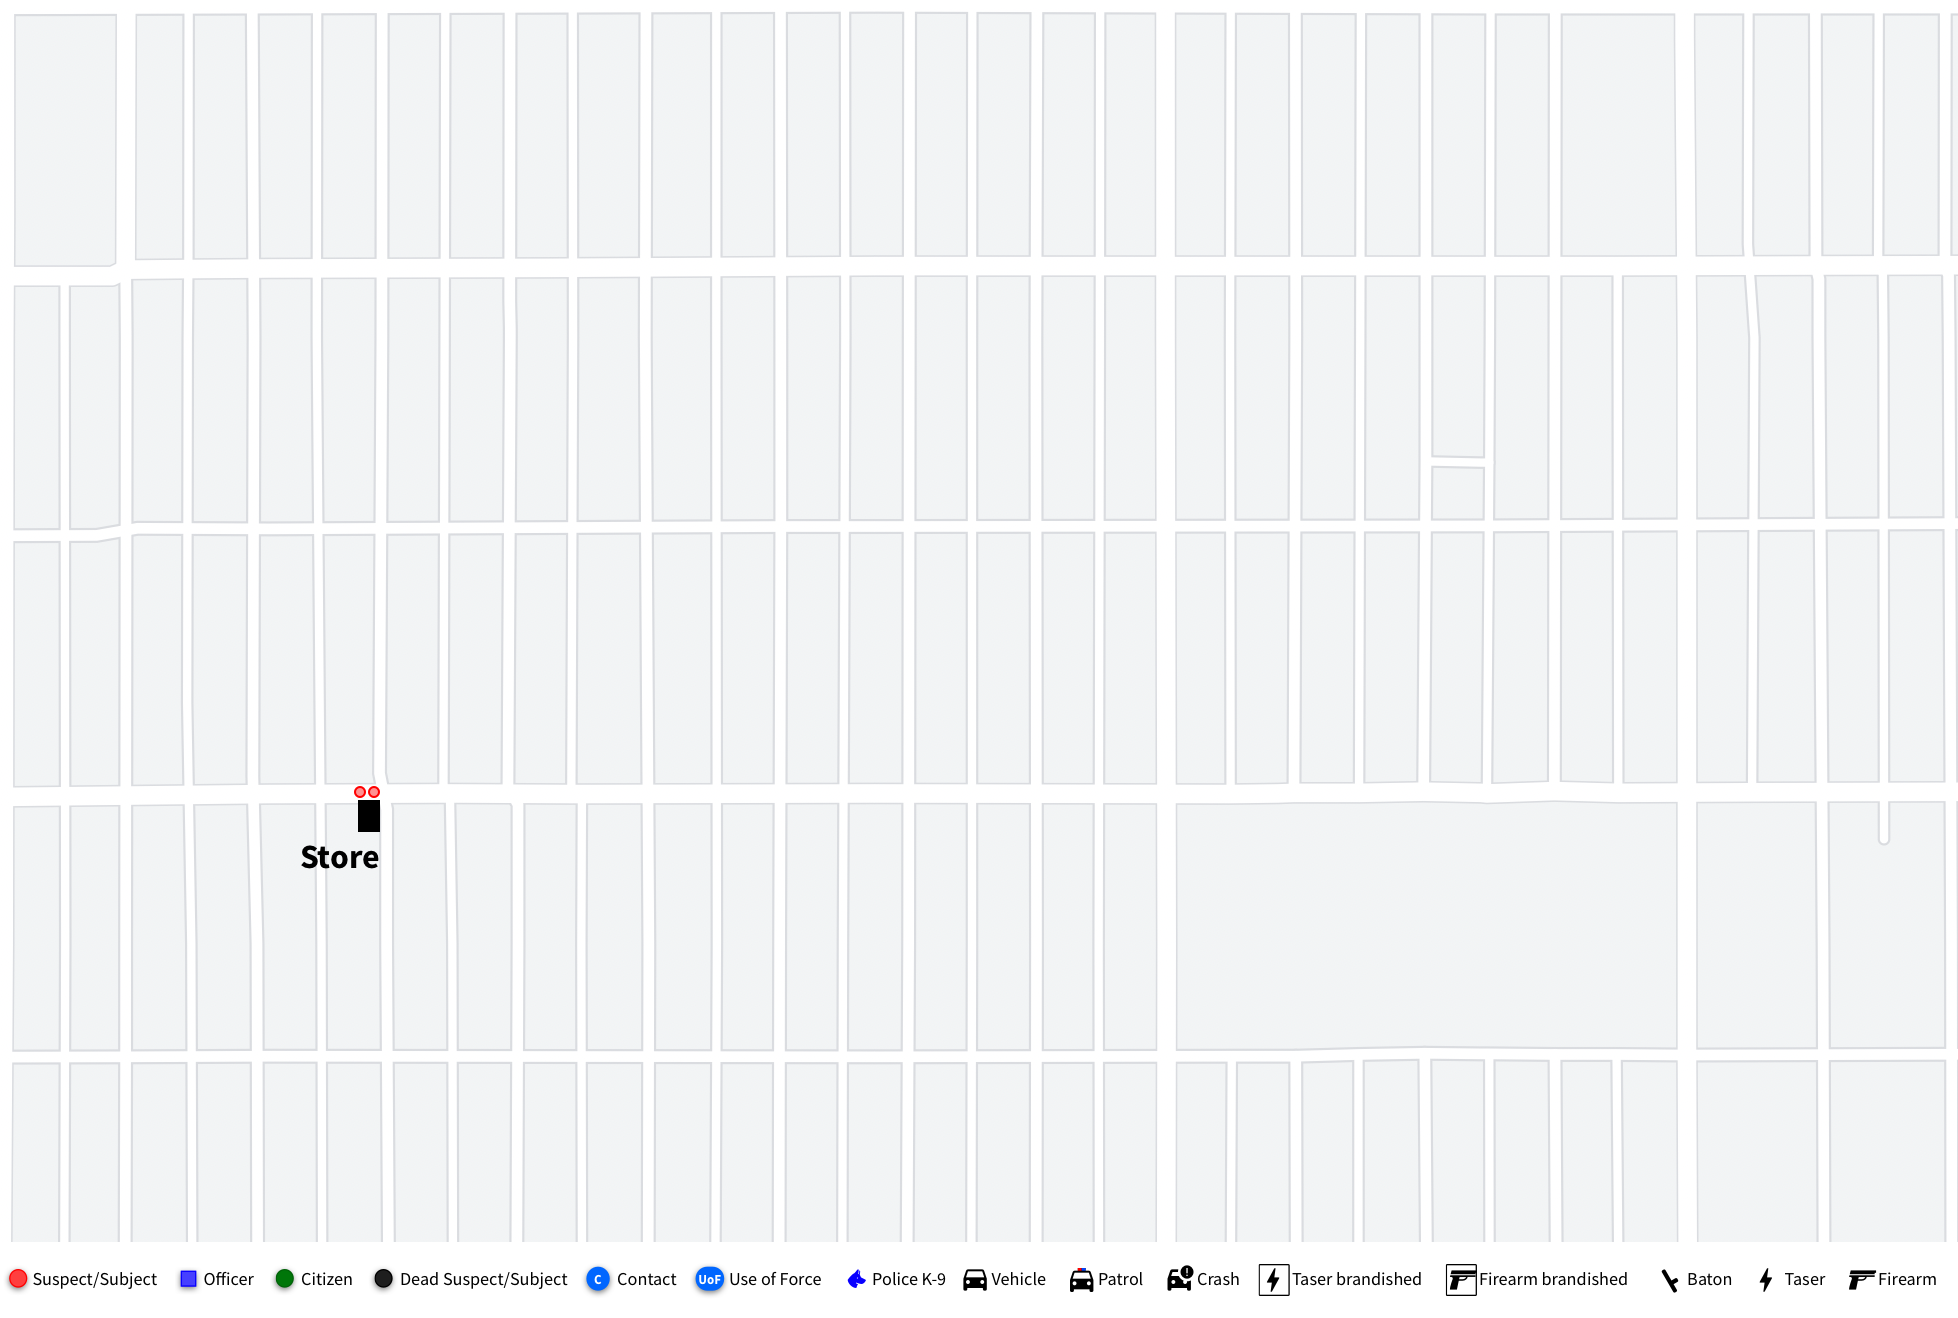 Store
Suspect/Subject Officer Citizen Dead Suspect/Subject C Contact UoF Use of Force Police K-9 Vehicle Patrol ! Crash Taser brandished Firearm brandished Baton Taser Firearm